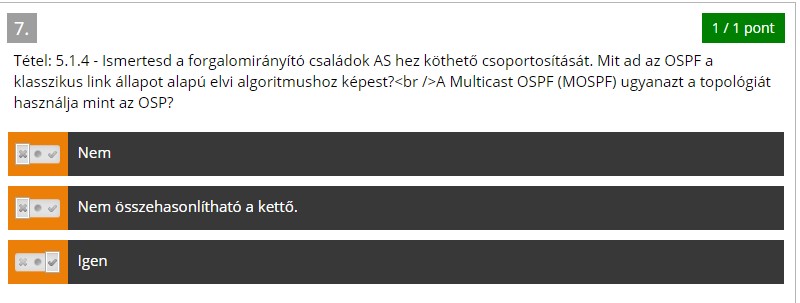 7.
1 / 1 pont
Tétel: 5.1.4 - Ismertesd a forgalomirányító családok AS hez köthető csoportosítását. Mit ad az OSPF a
klasszikus link állapot alapú elvi algoritmushoz képest?<br />A Multicast OSPF (MOSPF) ugyanazt a topológiát
használja mint az OSP?
Nem
Nem összehasonlítható a kettő.
Igen